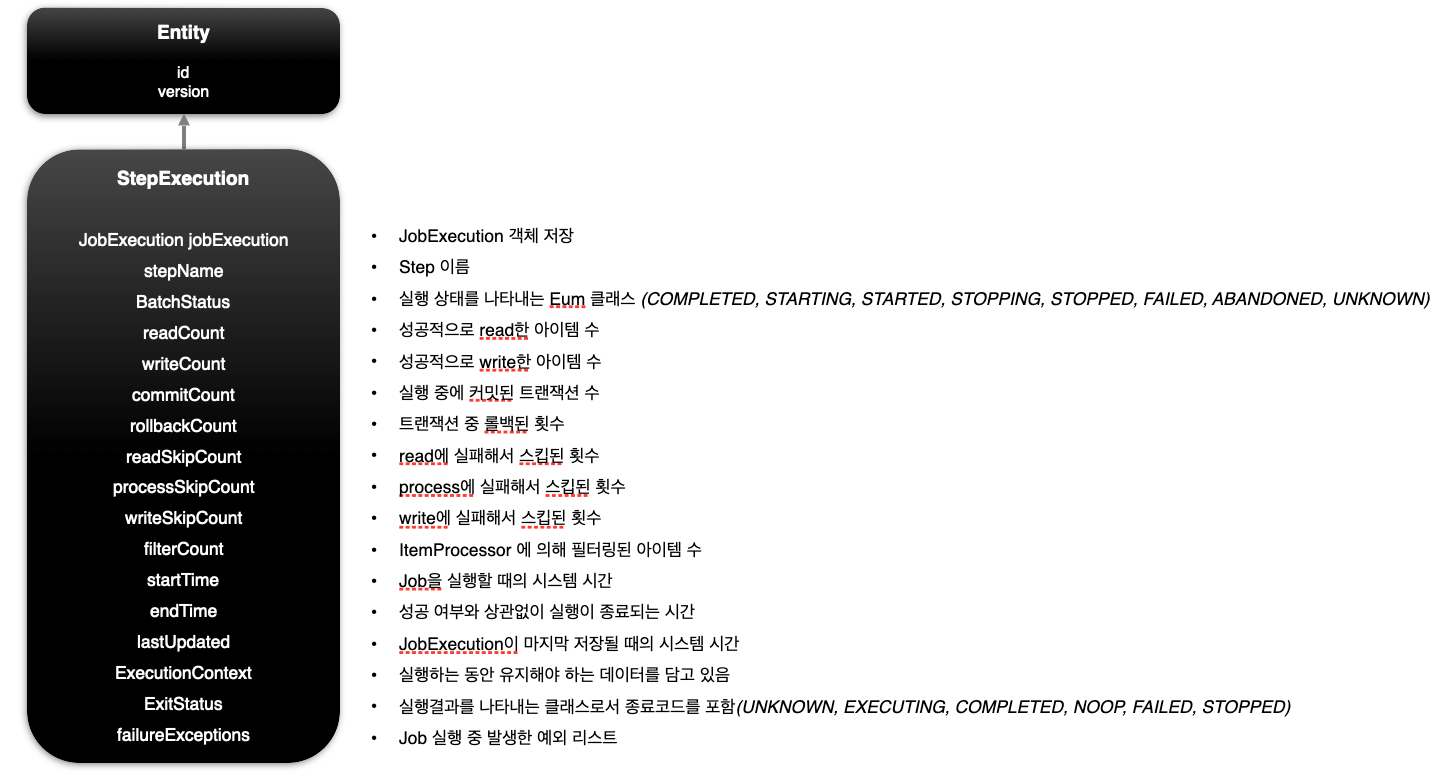 Entity
id
version
StepExecution
JobExecution jobExecution
• JobExecution 객체 저장
stepName
• Step 이름
BatchStatus
• 실행 상태를 나타내는 Eum 클래스 (COMPLETED, STARTING, STARTED, STOPPING, STOPPED, FAILED, ABANDONED, UNKNOWN)
readCount
• 성공적으로 read한 아이템 수
writeCount
• 성공적으로 write한 아이템 수
commitCount
• 실행 중에 커밋된 트랜잭션 수
rollbackCount
• 트랜잭션 중 롤백된 횟수
readSkipCount
• read에 실패해서 스킵된 횟수
processSkipCount
• process에 실패해서 스킵된 횟수
writeSkipCount
• write에 실패해서 스킵된 횟수
filterCount
• ItemProcessor 에 의해 필터링된 아이템 수
startTime
• Job을 실행할 때의 시스템 시간
endTime
• 성공 여부와 상관없이 실행이 종료되는 시간
lastUpdated
• JobExecution이 마지막 저장될 때의 시스템 시간
ExecutionContext
• 실행하는 동안 유지해야 하는 데이터를 담고 있음
ExitStatus
• 실행결과를 나타내는 클래스로서 종료코드를 포함(UNKNOWN, EXECUTING, COMPLETED, NOOP, FAILED, STOPPED)
failureExceptions
• Job 실행 중 발생한 예외 리스트